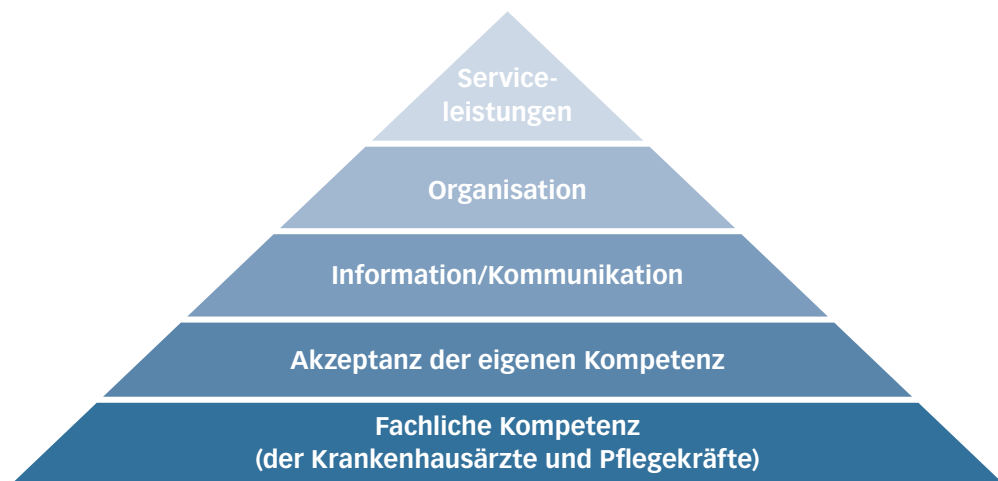 Service-
leistungen
Organisation
Information/Kommunikation
Akzeptanz der eigenen Kompetenz
Fachliche Kompetenz
(der Krankenhausärzte und Pflegekräfte)